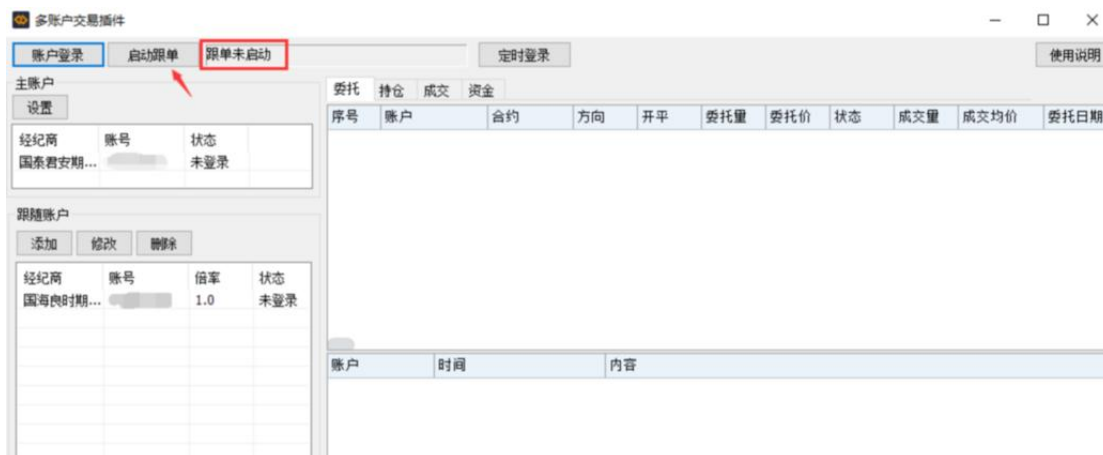 多账户交易插件
账户登录 启动跟单 跟单未启动 定时登录 使用说明
主账户
设置
经纪商 账号 状态
国泰君安期... 未登录
委托 持仓 成交 资金
序号 账户 合约 方向 开平 委托量 委托价 状态 成交量 成交均价 委托日期
跟随账户
添加 修改 删除
经纪商 账号 倍率 状态
国海良时期... 1.0 未登录
账户 时间 内容